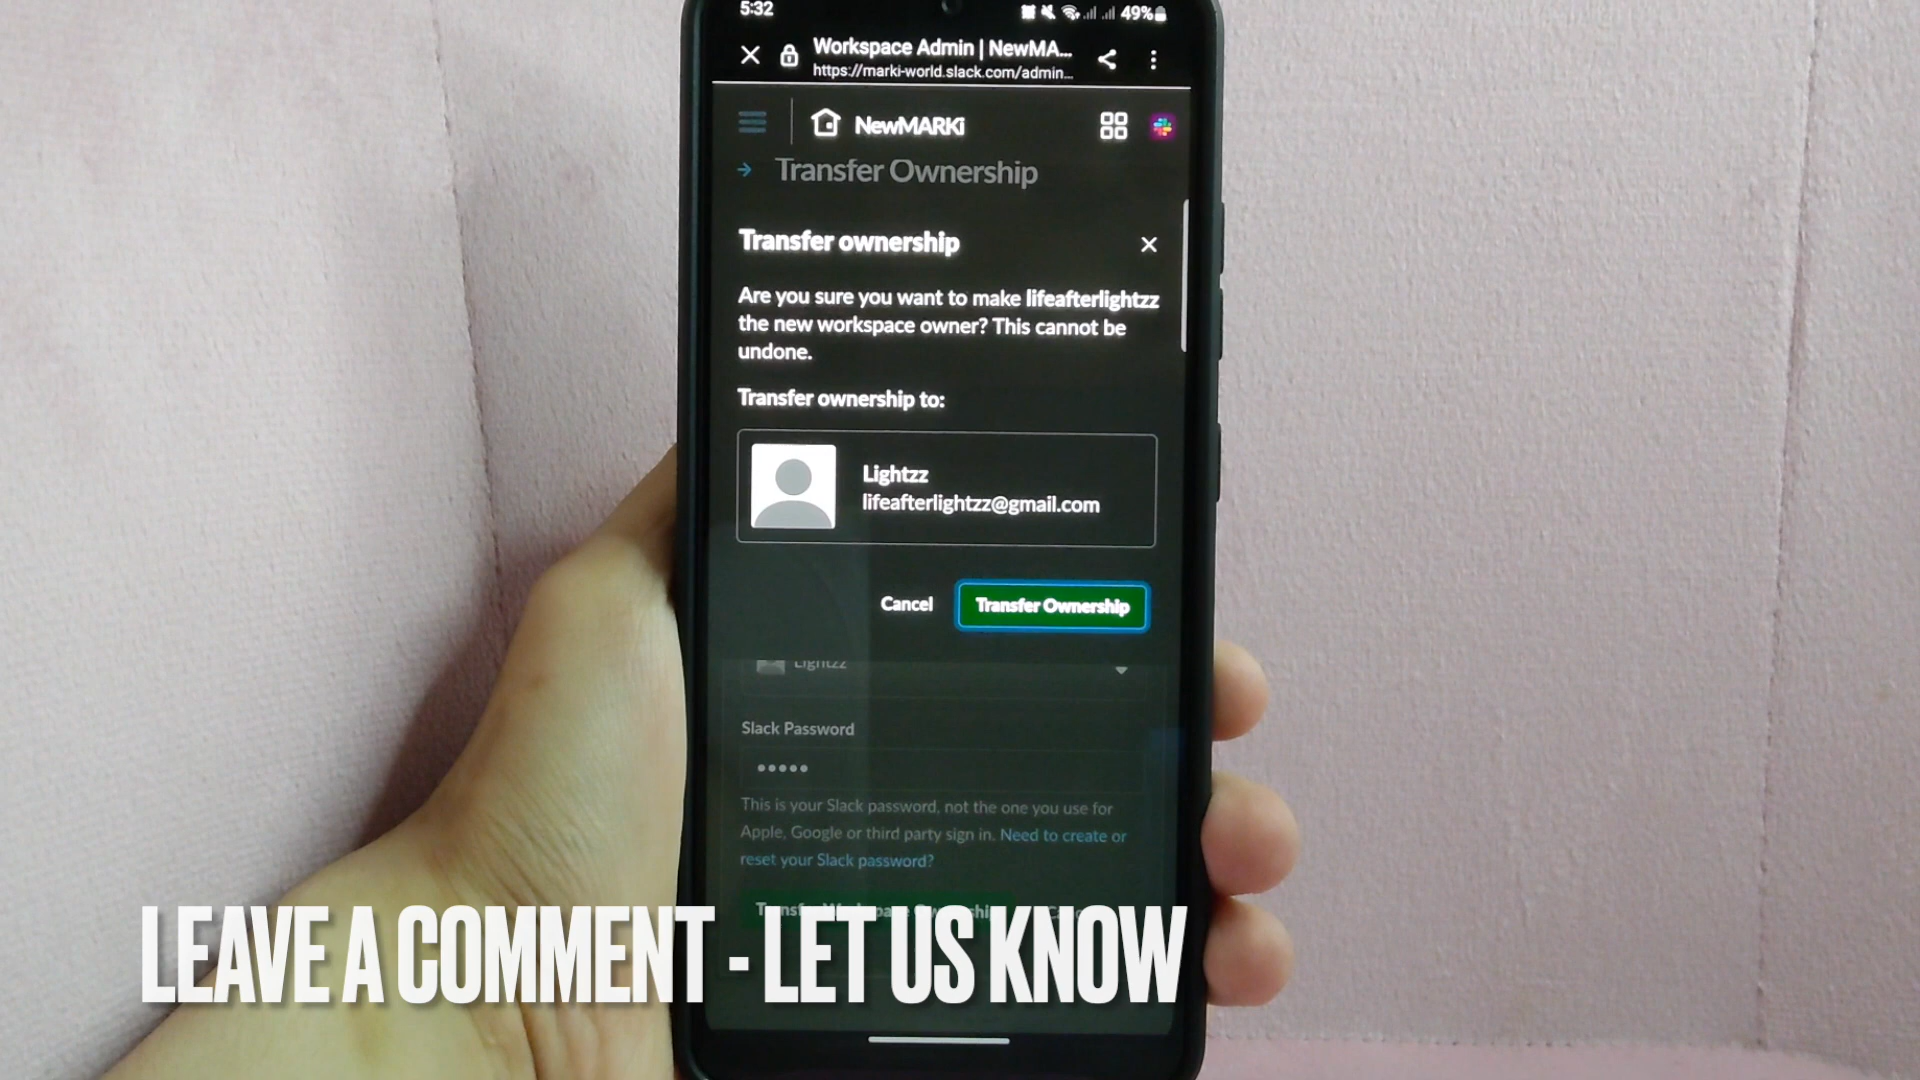 5:32
49%
Workspace Admin | NewMA...
https://marki-world.slack.com/admin...
NewMARKi
Transfer Ownership
Transfer ownership
Are you sure you want to make lifeafterlightzz
the new workspace owner? This cannot be
undone.
Transfer ownership to:
Lightzz
lifeafterlightzz@gmail.com
Cancel
Transfer Ownership
Lightzz
Slack Password
•••••
This is your Slack password, not the one you use for
Apple, Google or third party sign in. Need to create or
reset your Slack password?
LEAVE A COMMENT - LET US KNOW